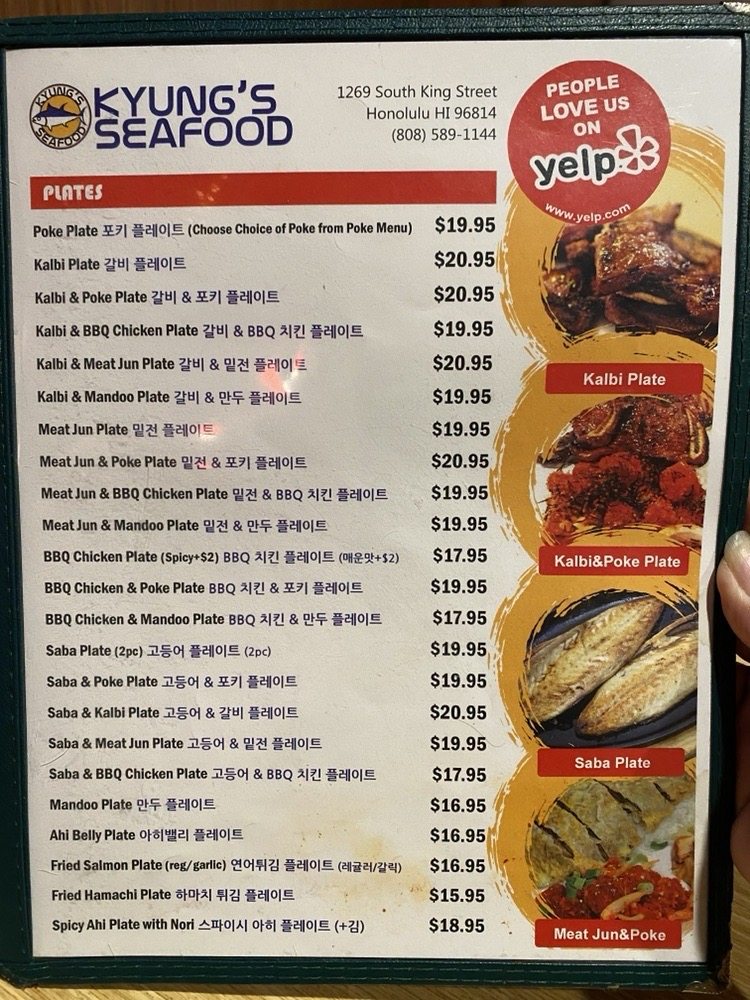 KYUNG'S
SEAFOOD
KYUNG'S
SEAFOOD
1269 South King Street
Honolulu HI 96814
(808) 589-1144
PEOPLE
LOVE US
ON
yelp
www.yelp.com
PLATES
Poke Plate 포키 플레이트 (Choose Choice of Poke from Poke Menu) $19.95
Kalbi Plate 갈비 플레이트 $20.95
Kalbi & Poke Plate 갈비 & 포키 플레이트 $20.95
Kalbi & BBQ Chicken Plate 갈비 & BBQ 치킨 플레이트 $19.95
Kalbi & Meat Jun Plate 갈비 & 밑전 플레이트 $20.95
Kalbi & Mandoo Plate 갈비 & 만두 플레이트 $19.95
Meat Jun Plate 밑전 플레이트 $19.95
Meat Jun & Poke Plate 밑전 & 포키 플레이트 $20.95
Meat Jun & BBQ Chicken Plate 밑전 & BBQ 치킨 플레이트 $19.95
Meat Jun & Mandoo Plate 밑전 & 만두 플레이트 $19.95
BBQ Chicken Plate (Spicy+$2) BBQ 치킨 플레이트 (매운맛+$2) $17.95
BBQ Chicken & Poke Plate BBQ 치킨 & 포키 플레이트 $19.95
BBQ Chicken & Mandoo Plate BBQ 치킨 & 만두 플레이트 $17.95
Saba Plate (2pc) 고등어 플레이트 (2pc) $19.95
Saba & Poke Plate 고등어 & 포키 플레이트 $19.95
Saba & Kalbi Plate 고등어 & 갈비 플레이트 $20.95
Saba & Meat Jun Plate 고등어 & 밑전 플레이트 $19.95
Saba & BBQ Chicken Plate 고등어 & BBQ 치킨 플레이트 $17.95
Mandoo Plate 만두 플레이트 $16.95
Ahi Belly Plate 아히밸리 플레이트 $16.95
Fried Salmon Plate (reg/garlic) 연어튀김 플레이트 (레귤러/갈릭) $16.95
Fried Hamachi Plate 하마치 튀김 플레이트 $15.95
Spicy Ahi Plate with Nori 스파이시 아히 플레이트 (+김) $18.95
Kalbi Plate
Kalbi&Poke Plate
Saba Plate
Meat Jun&Poke